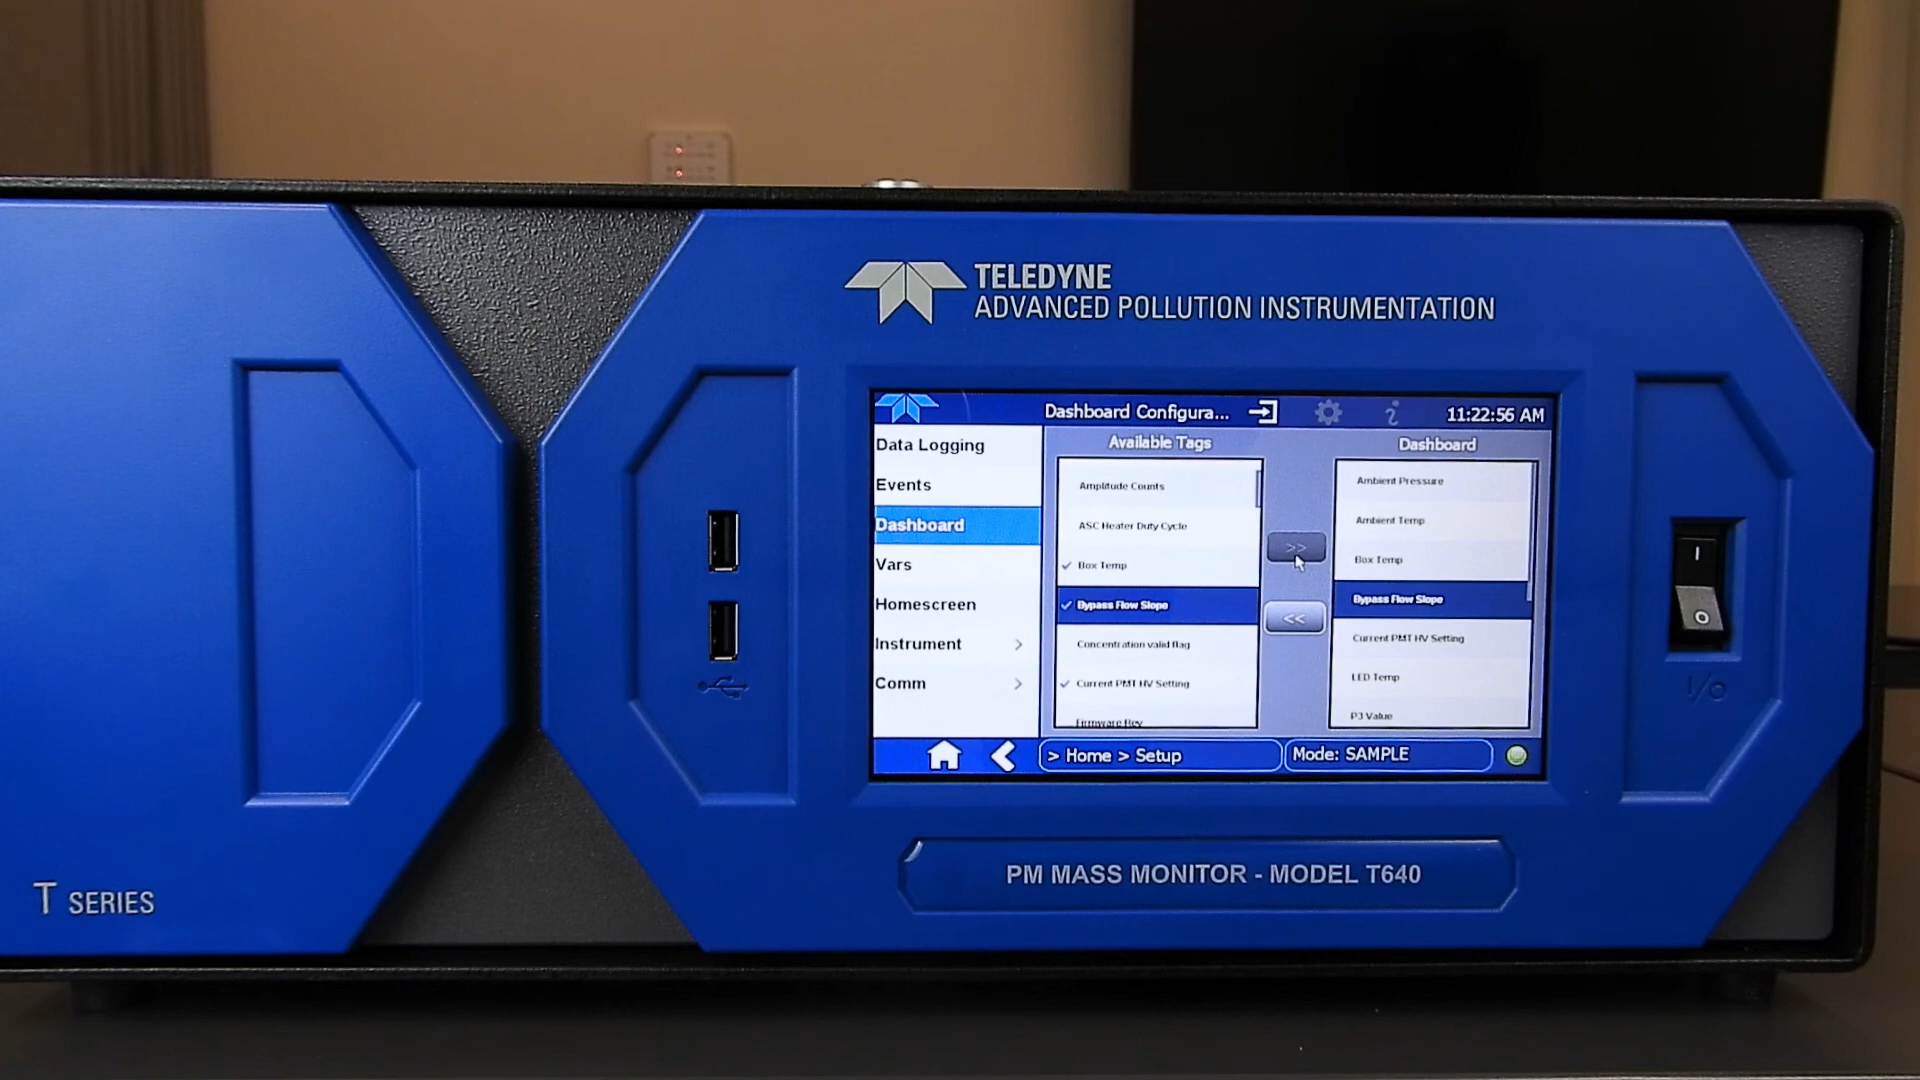 TELEDYNE
ADVANCED POLLUTION INSTRUMENTATION
Dashboard Configura...
11:22:56 AM
Data Logging
Events
Dashboard
Vars
Homescreen
Instrument >
Comm >
Available Tags
Amplitude Counts
ASC Heater Duty Cycle
Box Temp
Bypass Flow Slope
Concentration valid flag
Current PMT HV Setting
Firmware Rev
>>
<<
Dashboard
Ambient Pressure
Ambient Temp
Box Temp
Bypass Flow Slope
Current PMT HV Setting
LED Temp
P3 Value
> Home > Setup
Mode: SAMPLE
I
O
I/O
PM MASS MONITOR - MODEL T640
T SERIES